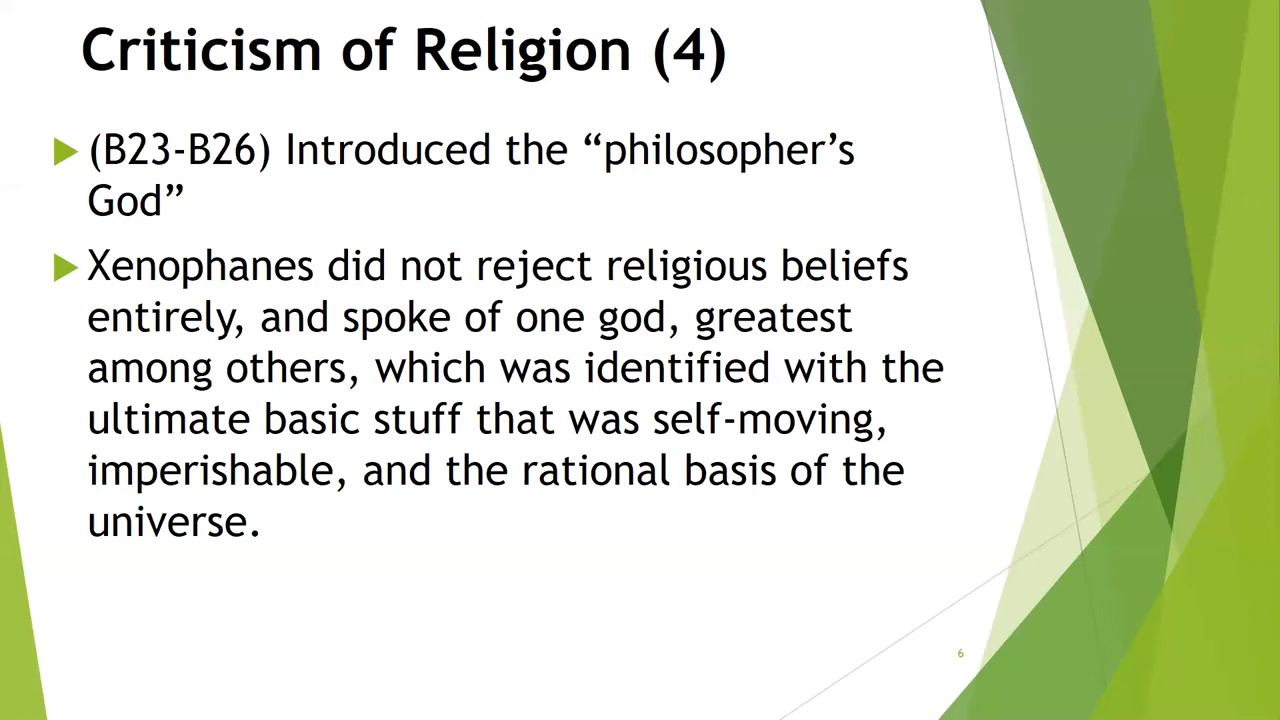 Criticism of Religion (4)
(B23-B26) Introduced the “philosopher’s
God”
Xenophanes did not reject religious beliefs
entirely, and spoke of one god, greatest
among others, which was identified with the
ultimate basic stuff that was self-moving,
imperishable, and the rational basis of the
universe.
6